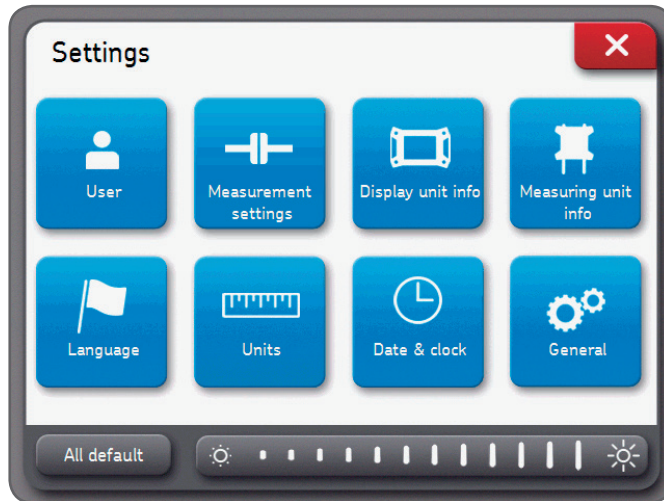 Settings
User
Measurement
settings
Display unit info
Measuring unit
info
Language
Units
Date & clock
General
All default